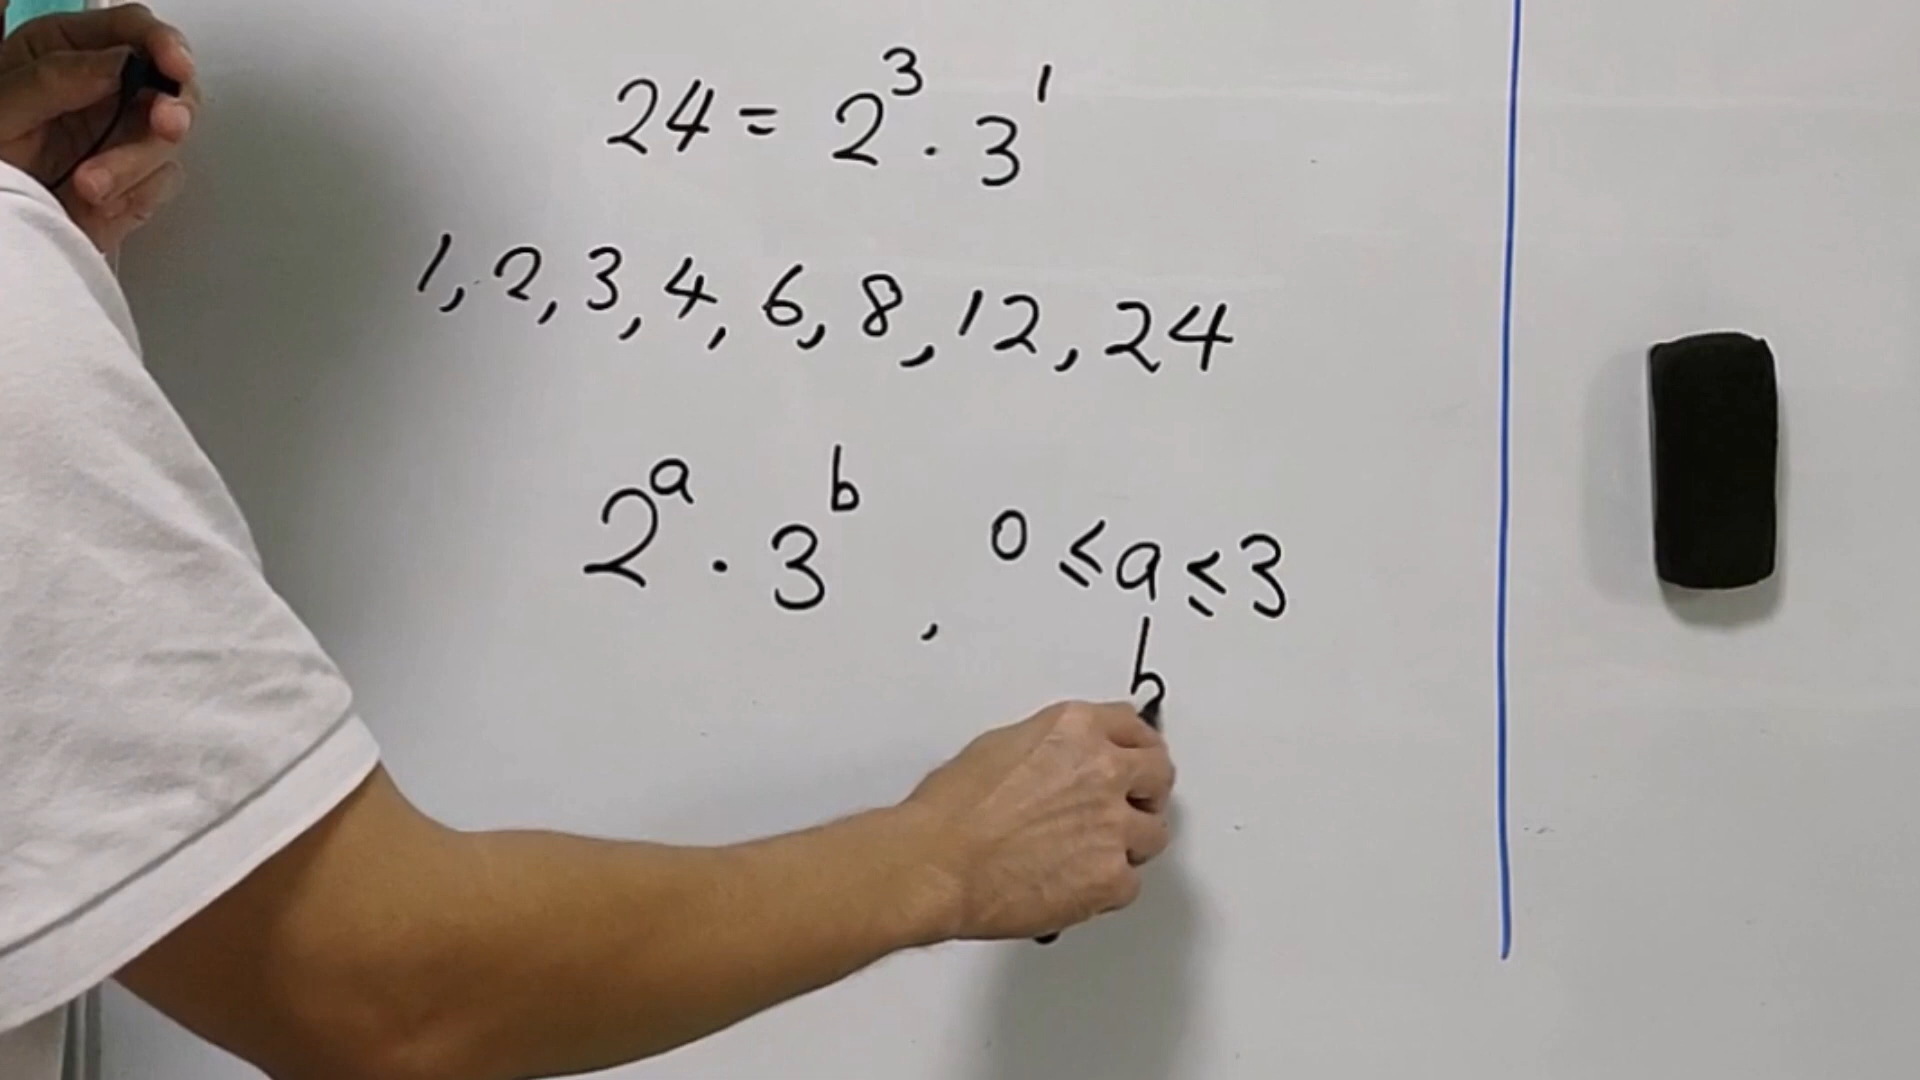 24 = 2³ · 3¹
1, 2, 3, 4, 6, 8, 12, 24
2ᵃ · 3ᵇ , 0 ≤ a ≤ 3
b